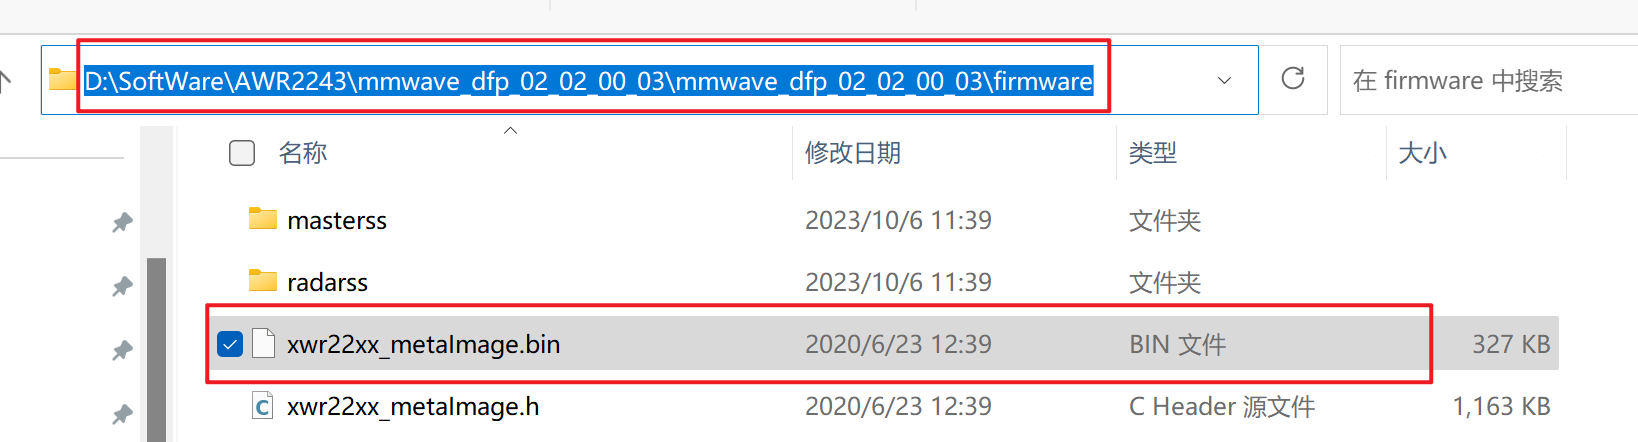 D:\SoftWare\AWR2243\mmwave_dfp_02_02_00_03\mmwave_dfp_02_02_00_03\firmware 在 firmware 中搜索
名称 修改日期 类型 大小
masterss 2023/10/6 11:39 文件夹
radarss 2023/10/6 11:39 文件夹
xwr22xx_metaImage.bin 2020/6/23 12:39 BIN 文件 327 KB
xwr22xx_metaImage.h 2020/6/23 12:39 C Header 源文件 1,163 KB